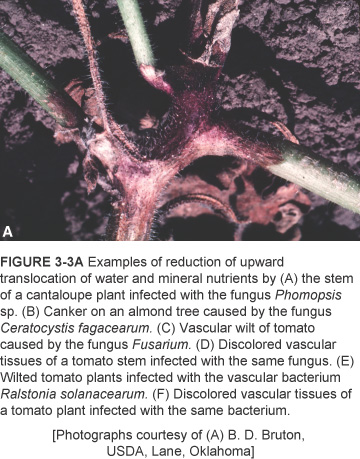 A
FIGURE 3-3A Examples of reduction of upward
translocation of water and mineral nutrients by (A) the stem
of a cantaloupe plant infected with the fungus Phomopsis
sp. (B) Canker on an almond tree caused by the fungus
Ceratocystis fagacearum. (C) Vascular wilt of tomato
caused by the fungus Fusarium. (D) Discolored vascular
tissues of a tomato stem infected with the same fungus. (E)
Wilted tomato plants infected with the vascular bacterium
Ralstonia solanacearum. (F) Discolored vascular tissues of
a tomato plant infected with the same bacterium.
[Photographs courtesy of (A) B. D. Bruton,
USDA, Lane, Oklahoma]